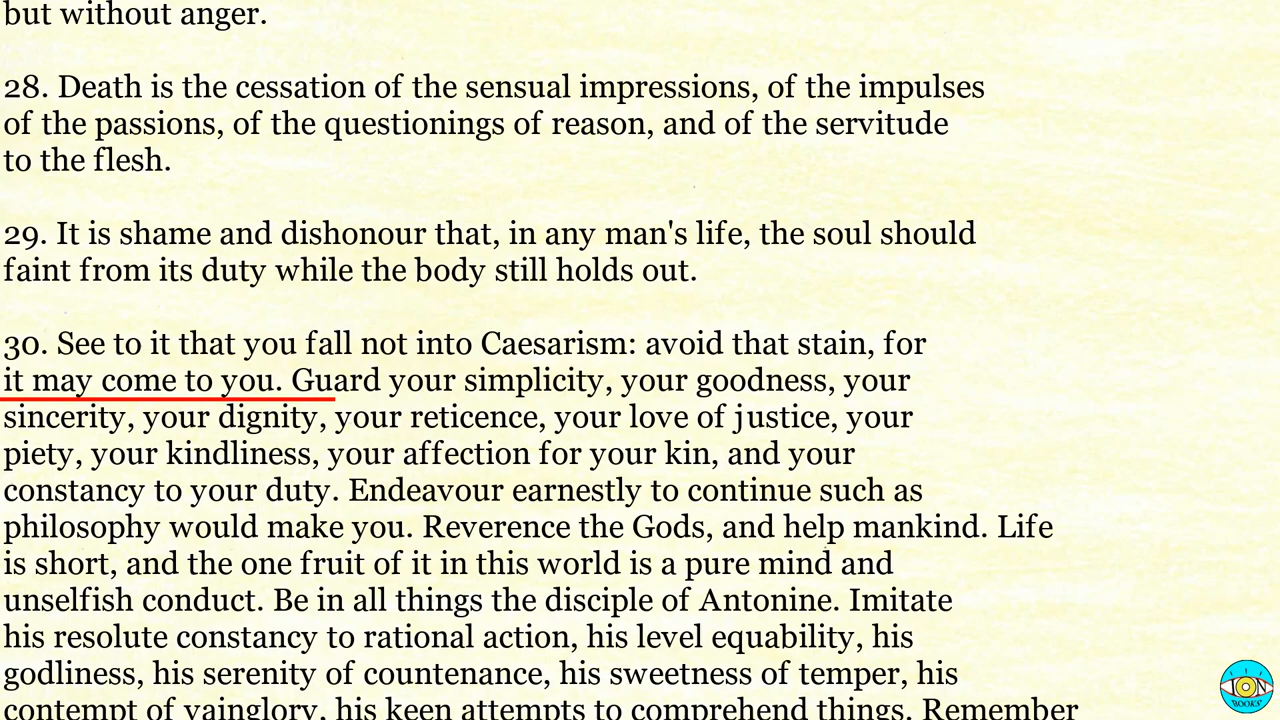 but without anger.
28. Death is the cessation of the sensual impressions, of the impulses
of the passions, of the questionings of reason, and of the servitude
to the flesh.
29. It is shame and dishonour that, in any man's life, the soul should
faint from its duty while the body still holds out.
30. See to it that you fall not into Caesarism: avoid that stain, for
it may come to you. Guard your simplicity, your goodness, your
sincerity, your dignity, your reticence, your love of justice, your
piety, your kindliness, your affection for your kin, and your
constancy to your duty. Endeavour earnestly to continue such as
philosophy would make you. Reverence the Gods, and help mankind. Life
is short, and the one fruit of it in this world is a pure mind and
unselfish conduct. Be in all things the disciple of Antonine. Imitate
his resolute constancy to rational action, his level equability, his
godliness, his serenity of countenance, his sweetness of temper, his
contempt of vainglory, his keen attempts to comprehend things. Remember
ION
BOOKS